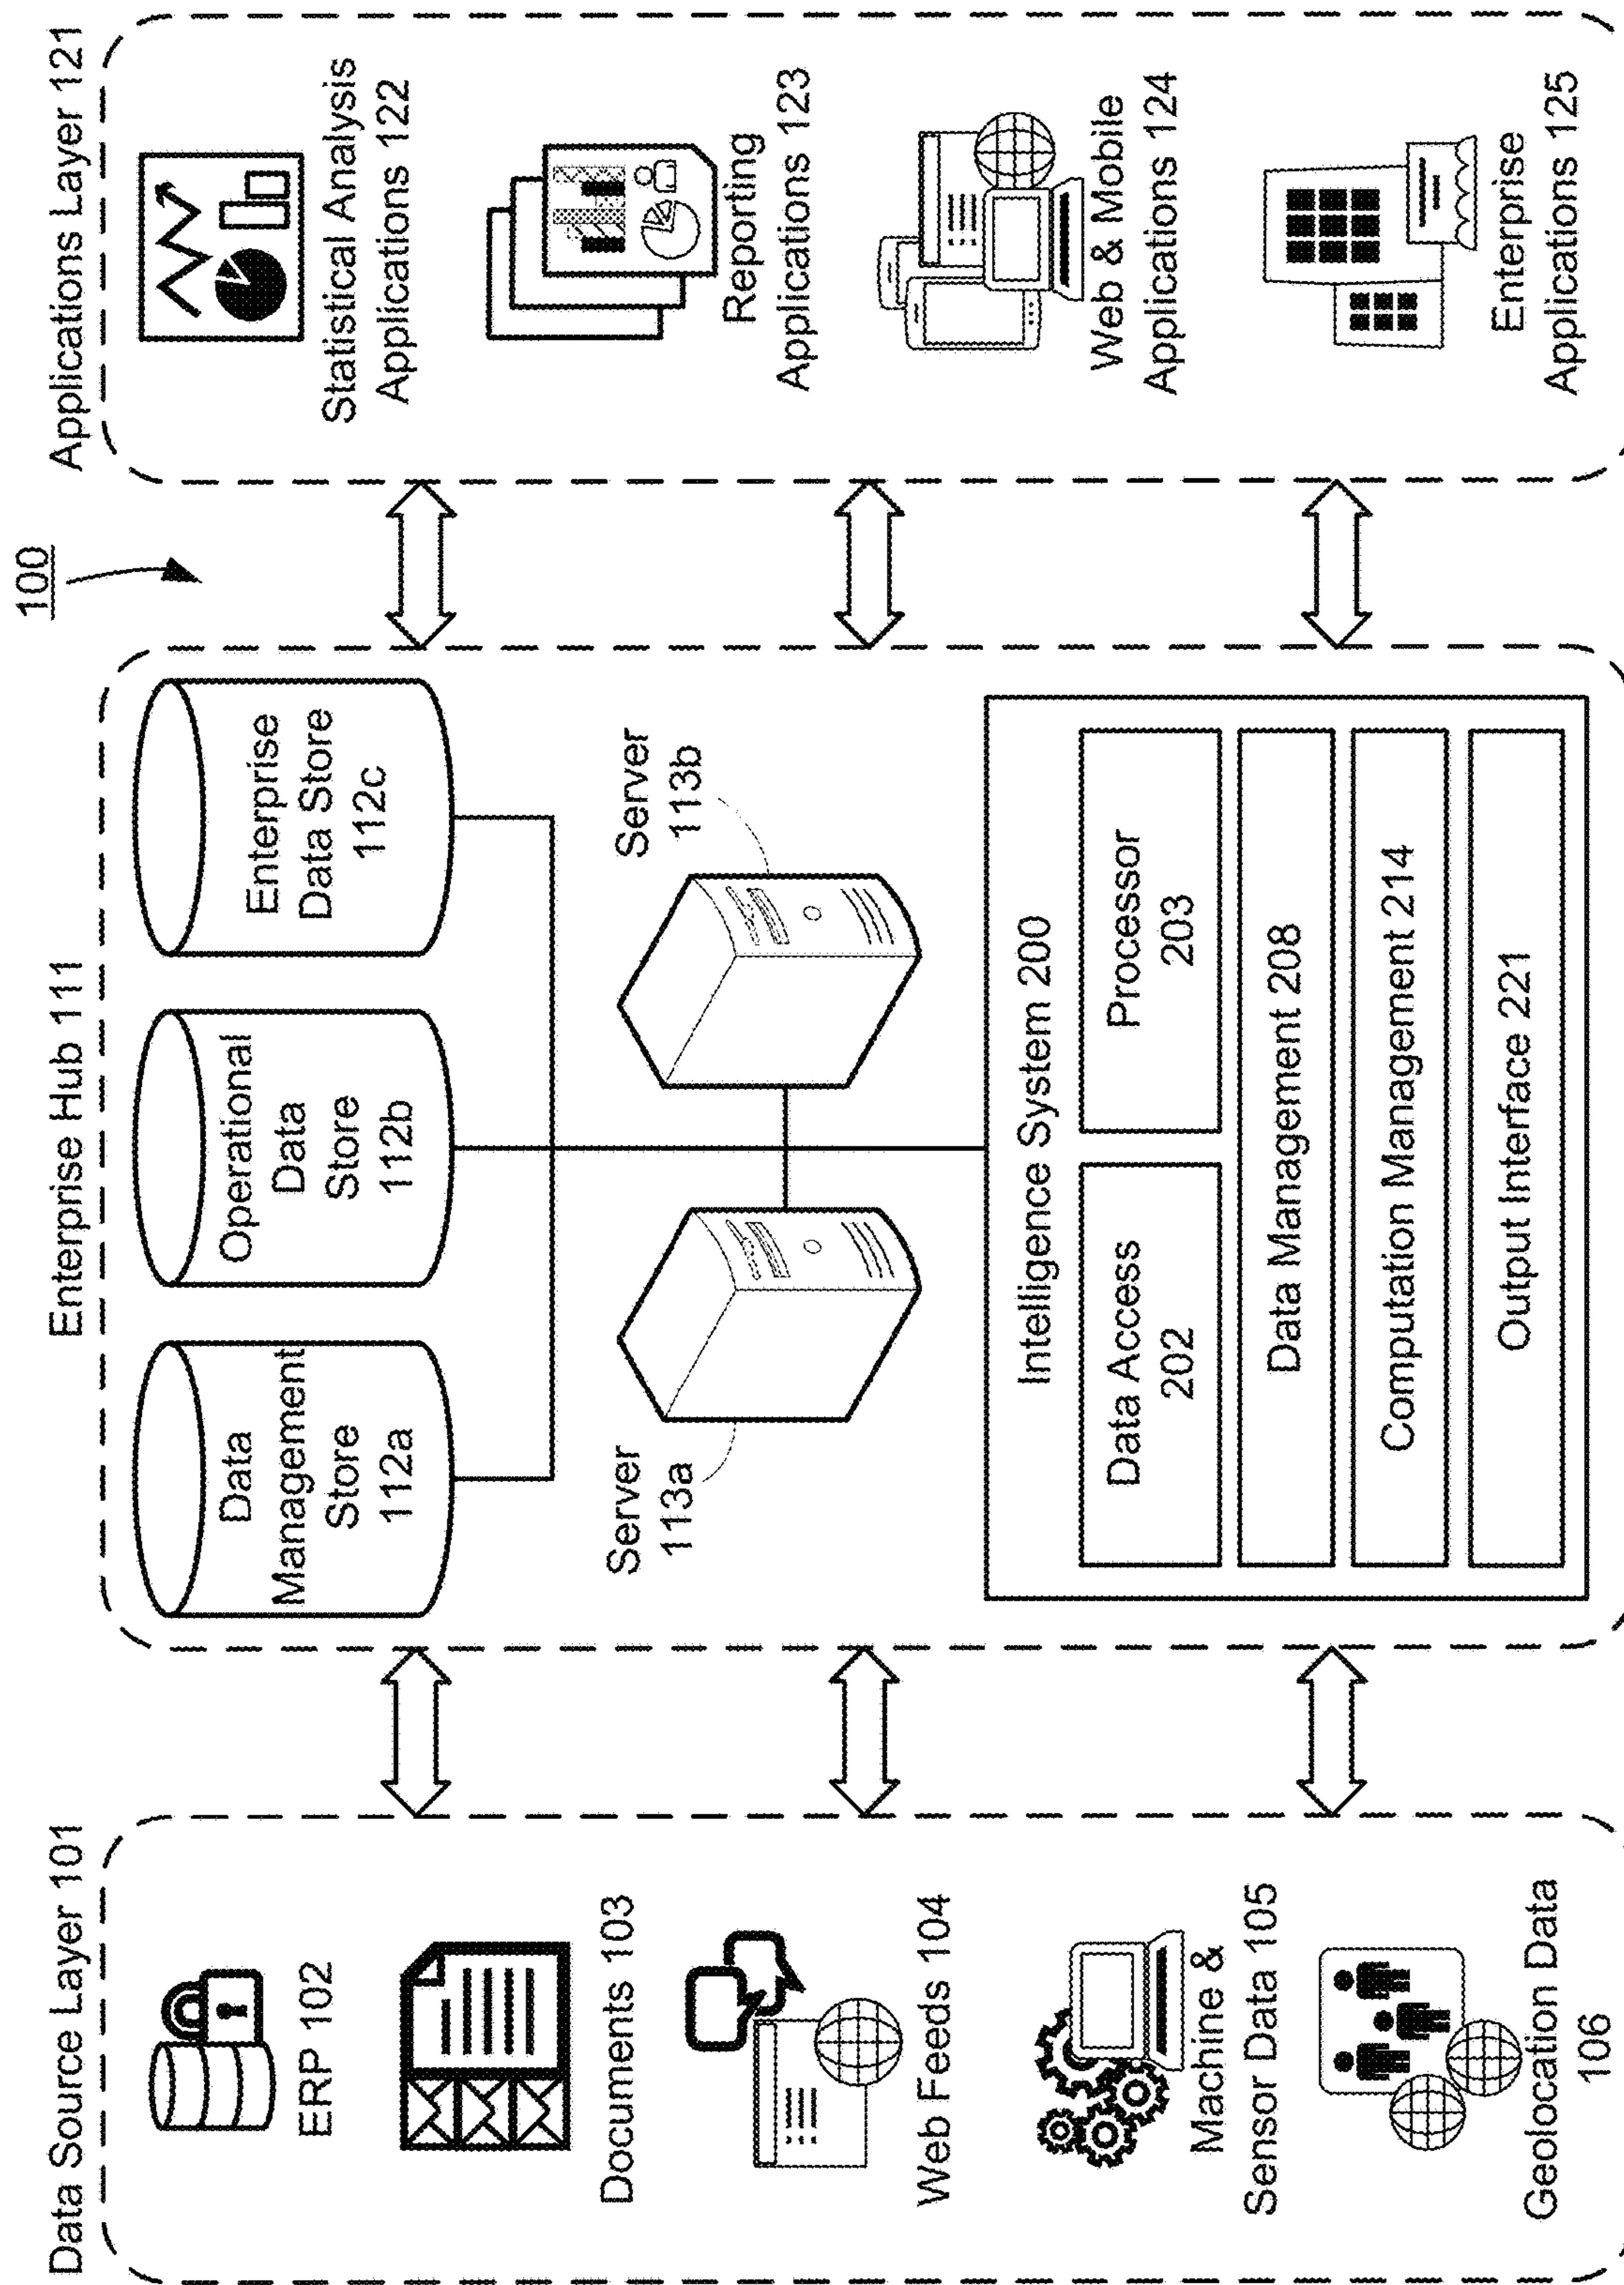 100
Data Source Layer 101
ERP 102
Documents 103
Web Feeds 104
Machine &
Sensor Data 105
Geolocation Data
106
Enterprise Hub 111
Data
Management
Store
112a
Operational
Data
Store
112b
Enterprise
Data Store
112c
Server
113a
Server
113b
Intelligence System 200
Data Access
202
Processor
203
Data Management 208
Computation Management 214
Output Interface 221
Applications Layer 121
Statistical Analysis
Applications 122
Reporting
Applications 123
Web & Mobile
Applications 124
Enterprise
Applications 125